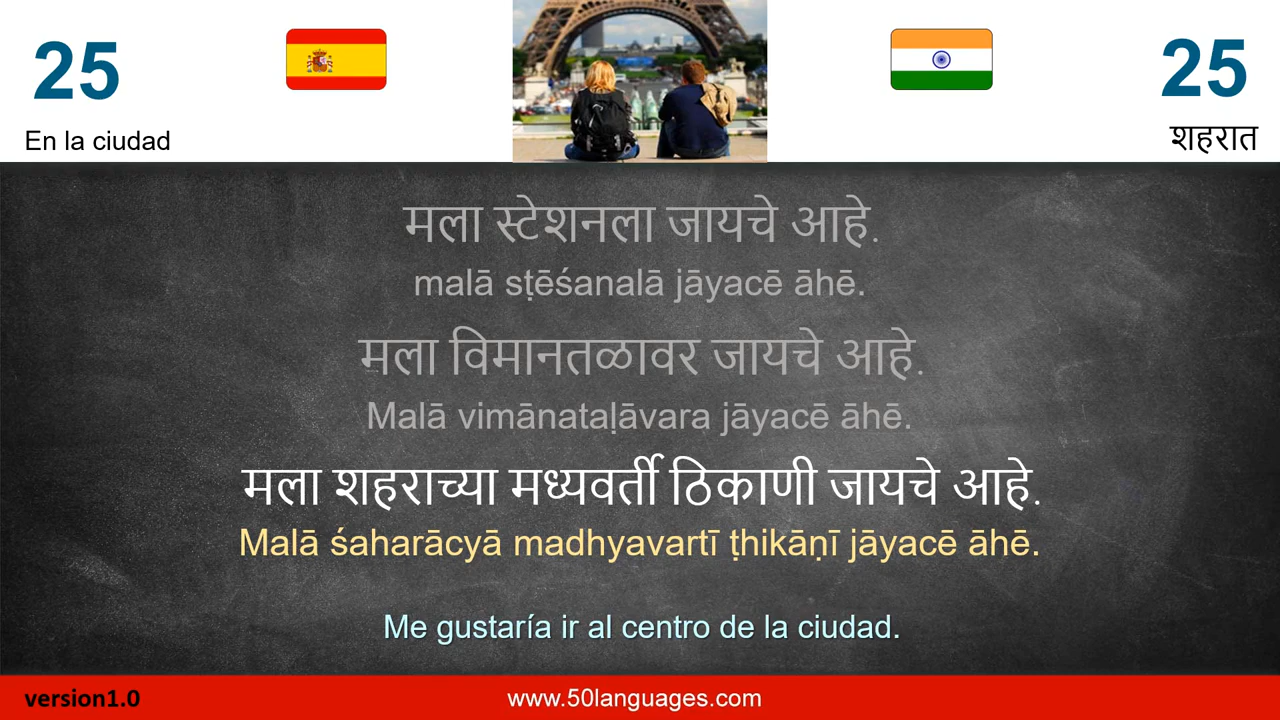 25
25
En la ciudad
शहरात
मला स्टेशनला जायचे आहे.
malā sṭēśanalā jāyacē āhē.
मला विमानतळावर जायचे आहे.
Malā vimānataḷāvara jāyacē āhē.
मला शहराच्या मध्यवर्ती ठिकाणी जायचे आहे.
Malā śaharācyā madhyavartī ṭhikāṇī jāyacē āhē.
Me gustaría ir al centro de la ciudad.
version1.0
www.50languages.com